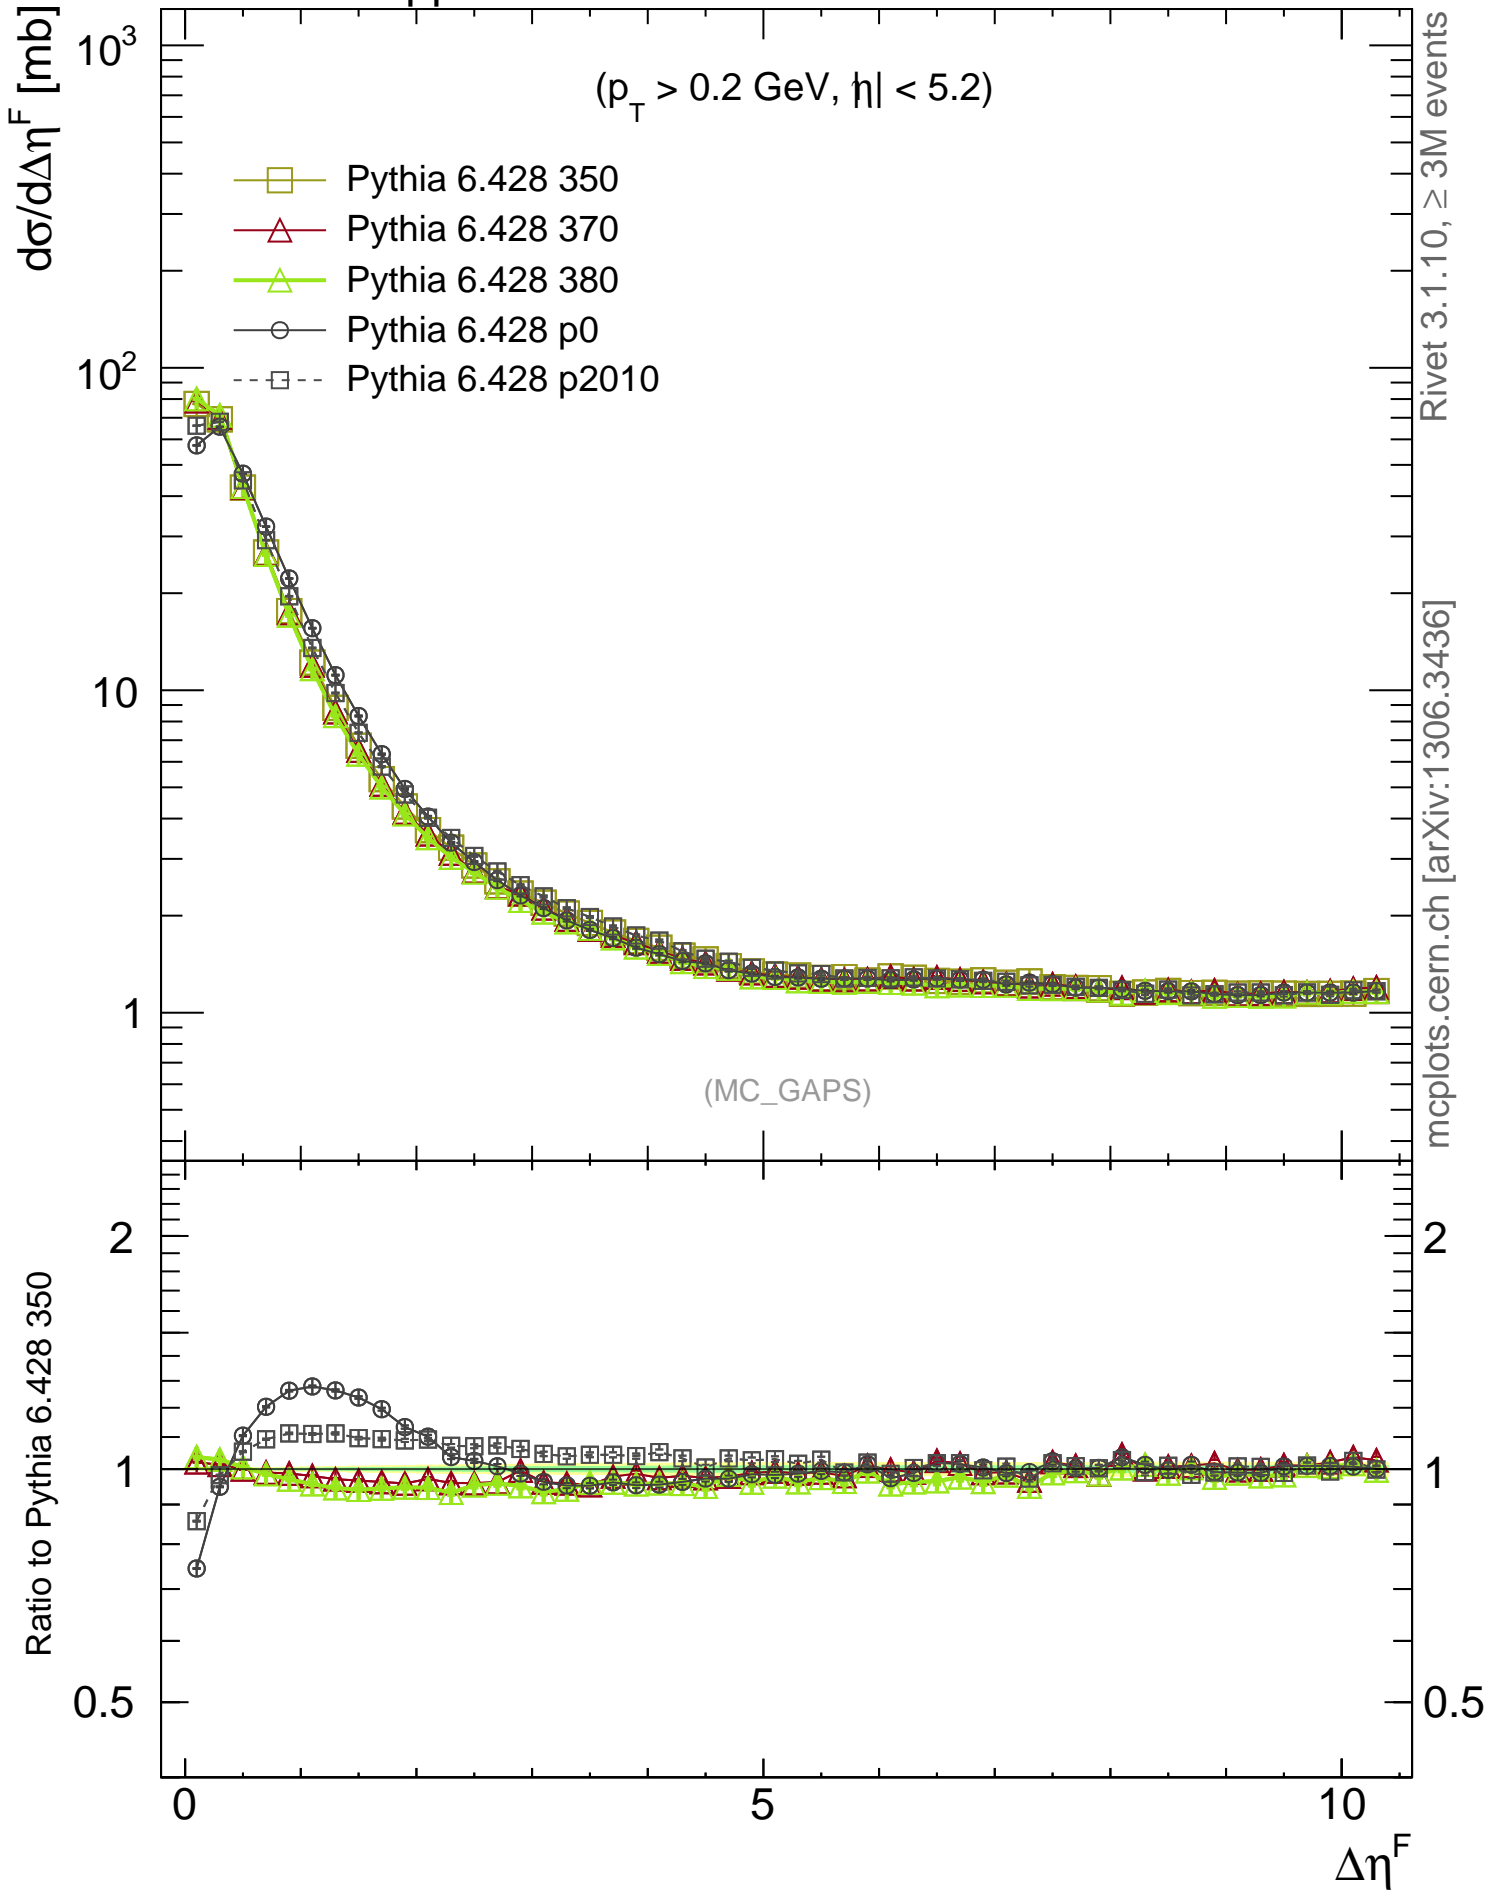 dσ/dΔη^F [mb]
(p_T > 0.2 GeV, |η| < 5.2)
Pythia 6.428 350
Pythia 6.428 370
Pythia 6.428 380
Pythia 6.428 p0
Pythia 6.428 p2010
10^3
10^2
10
1
(MC_GAPS)
Rivet 3.1.10, ≥ 3M events
mcplots.cern.ch [arXiv:1306.3436]
Ratio to Pythia 6.428 350
2
1
0.5
2
1
0.5
0
5
10
Δη^F